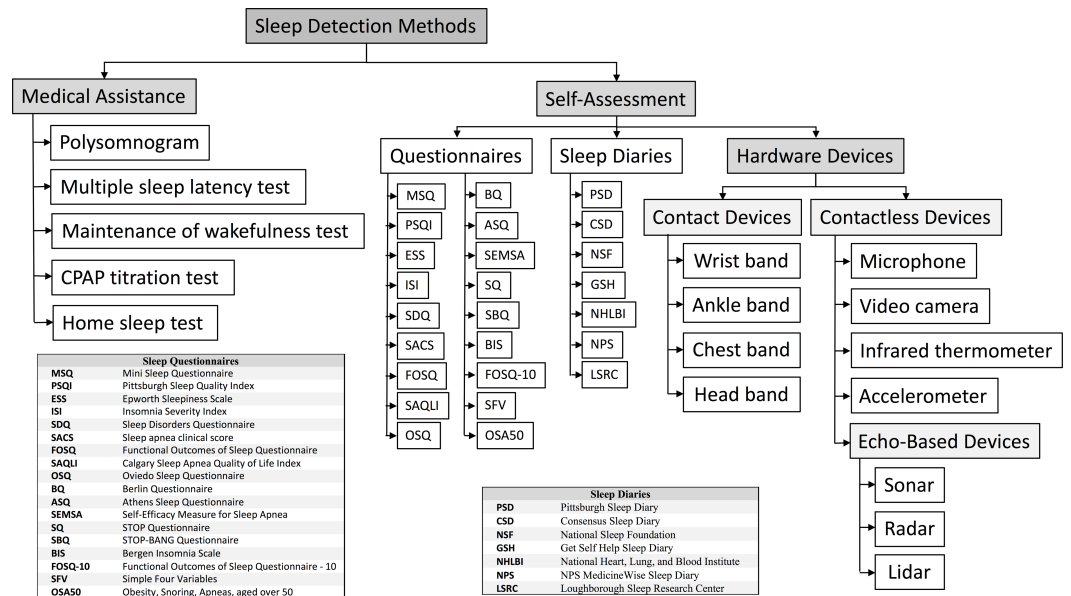 Sleep Detection Methods
Medical Assistance
Polysomnogram
Multiple sleep latency test
Maintenance of wakefulness test
CPAP titration test
Home sleep test
Self-Assessment
Questionnaires
MSQ
PSQI
ESS
ISI
SDQ
SACS
FOSQ
SAQLI
OSQ
BQ
ASQ
SEMSA
SQ
SBQ
BIS
FOSQ-10
SFV
OSA50
Sleep Diaries
PSD
CSD
NSF
GSH
NHLBI
NPS
LSRC
Hardware Devices
Contact Devices
Wrist band
Ankle band
Chest band
Head band
Contactless Devices
Microphone
Video camera
Infrared thermometer
Accelerometer
Echo-Based Devices
Sonar
Radar
Lidar
Sleep Questionnaires
MSQ Mini Sleep Questionnaire
PSQI Pittsburgh Sleep Quality Index
ESS Epworth Sleepiness Scale
ISI Insomnia Severity Index
SDQ Sleep Disorders Questionnaire
SACS Sleep apnea clinical score
FOSQ Functional Outcomes of Sleep Questionnaire
SAQLI Calgary Sleep Apnea Quality of Life Index
OSQ Oviedo Sleep Questionnaire
BQ Berlin Questionnaire
ASQ Athens Sleep Questionnaire
SEMSA Self-Efficacy Measure for Sleep Apnea
SQ STOP Questionnaire
SBQ STOP-BANG Questionnaire
BIS Bergen Insomnia Scale
FOSQ-10 Functional Outcomes of Sleep Questionnaire - 10
SFV Simple Four Variables
OSA50 Obesity, Snoring, Apneas, aged over 50
Sleep Diaries
PSD Pittsburgh Sleep Diary
CSD Consensus Sleep Diary
NSF National Sleep Foundation
GSH Get Self Help Sleep Diary
NHLBI National Heart, Lung, and Blood Institute
NPS NPS MedicineWise Sleep Diary
LSRC Loughborough Sleep Research Center